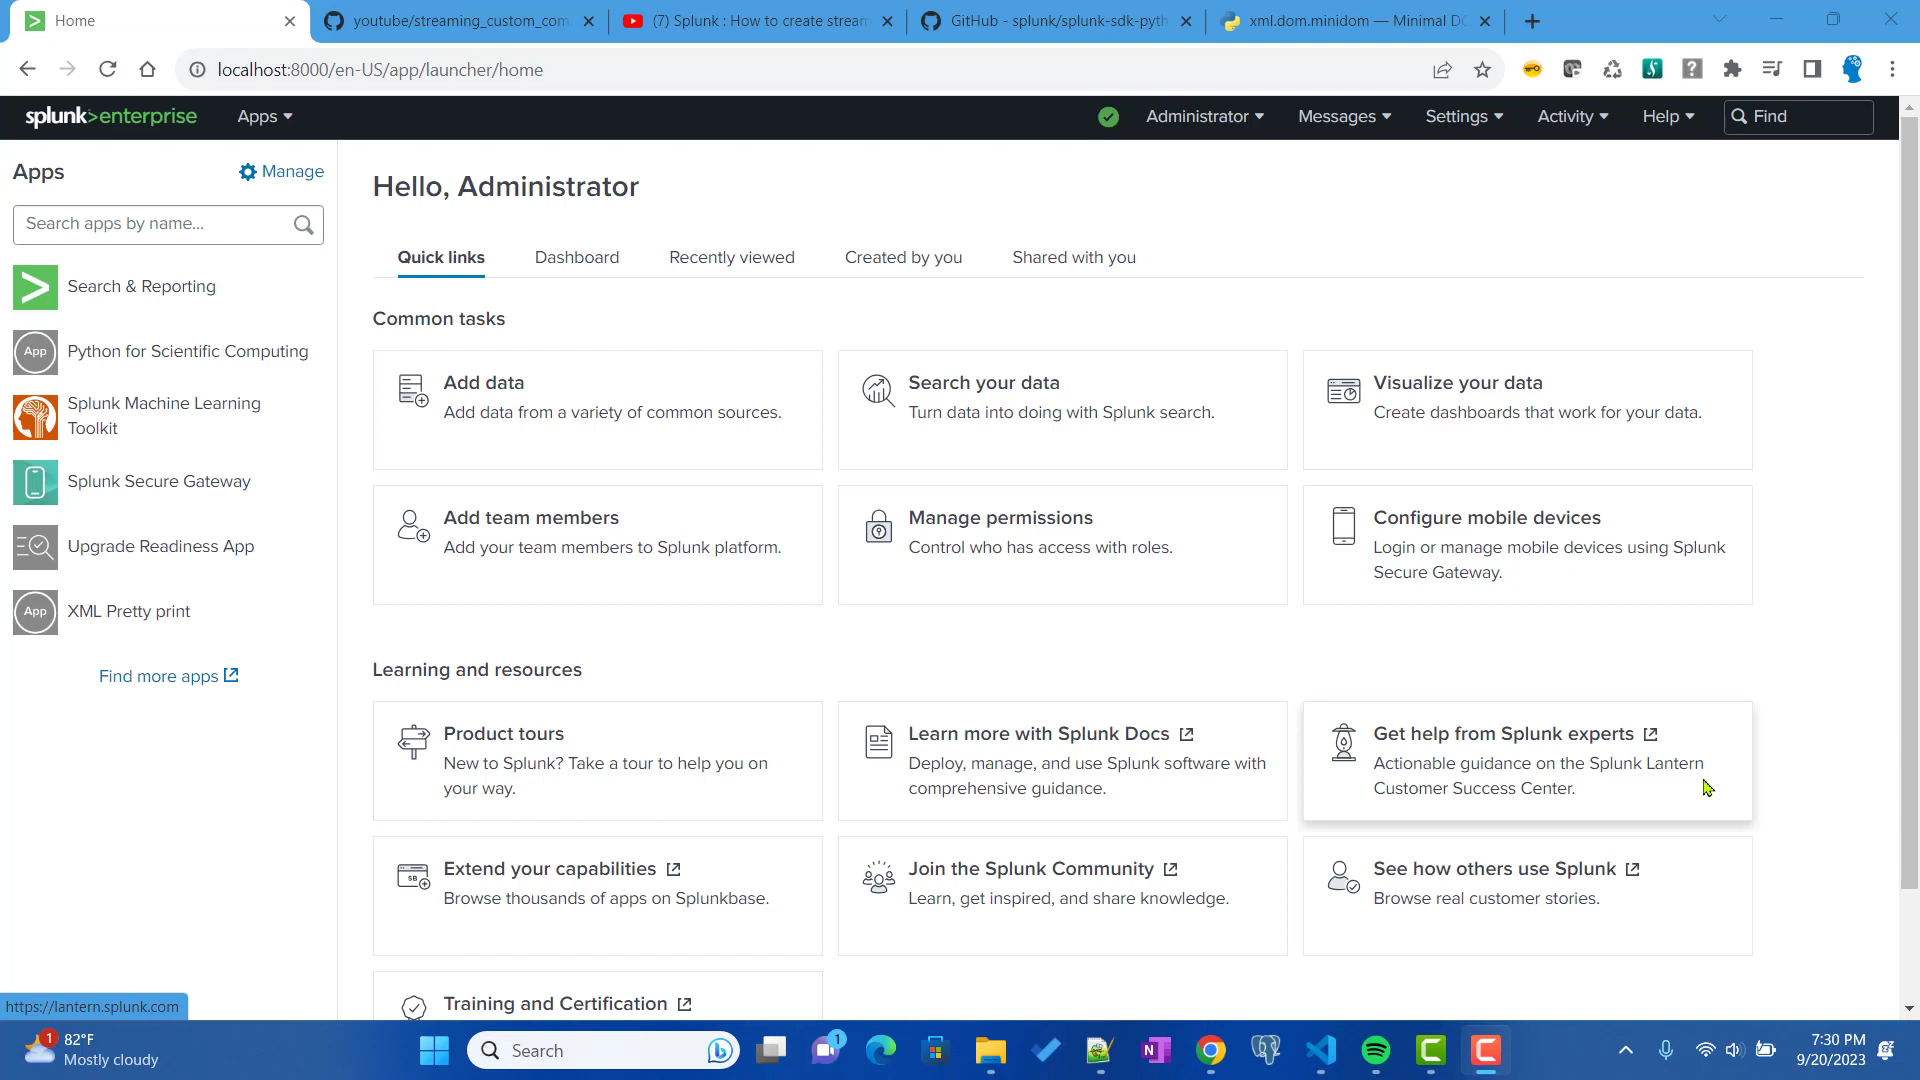 Home
youtube/streaming_custom_com
(7) Splunk : How to create stream
GitHub - splunk/splunk-sdk-pyth
xml.dom.minidom — Minimal DO
localhost:8000/en-US/app/launcher/home
splunk>enterprise
Apps
Administrator
Messages
Settings
Activity
Help
Find
Apps
Manage
Search apps by name...
Search & Reporting
App
Python for Scientific Computing
Splunk Machine Learning
Toolkit
Splunk Secure Gateway
Upgrade Readiness App
App
XML Pretty print
Find more apps
Hello, Administrator
Quick links
Dashboard
Recently viewed
Created by you
Shared with you
Common tasks
Add data
Add data from a variety of common sources.
Search your data
Turn data into doing with Splunk search.
Visualize your data
Create dashboards that work for your data.
Add team members
Add your team members to Splunk platform.
Manage permissions
Control who has access with roles.
Configure mobile devices
Login or manage mobile devices using Splunk
Secure Gateway.
Learning and resources
Product tours
New to Splunk? Take a tour to help you on
your way.
Learn more with Splunk Docs
Deploy, manage, and use Splunk software with
comprehensive guidance.
Get help from Splunk experts
Actionable guidance on the Splunk Lantern
Customer Success Center.
SB
Extend your capabilities
Browse thousands of apps on Splunkbase.
Join the Splunk Community
Learn, get inspired, and share knowledge.
See how others use Splunk
Browse real customer stories.
Training and Certification
https://lantern.splunk.com
1
82°F
Mostly cloudy
Search
1
N
7:30 PM
9/20/2023